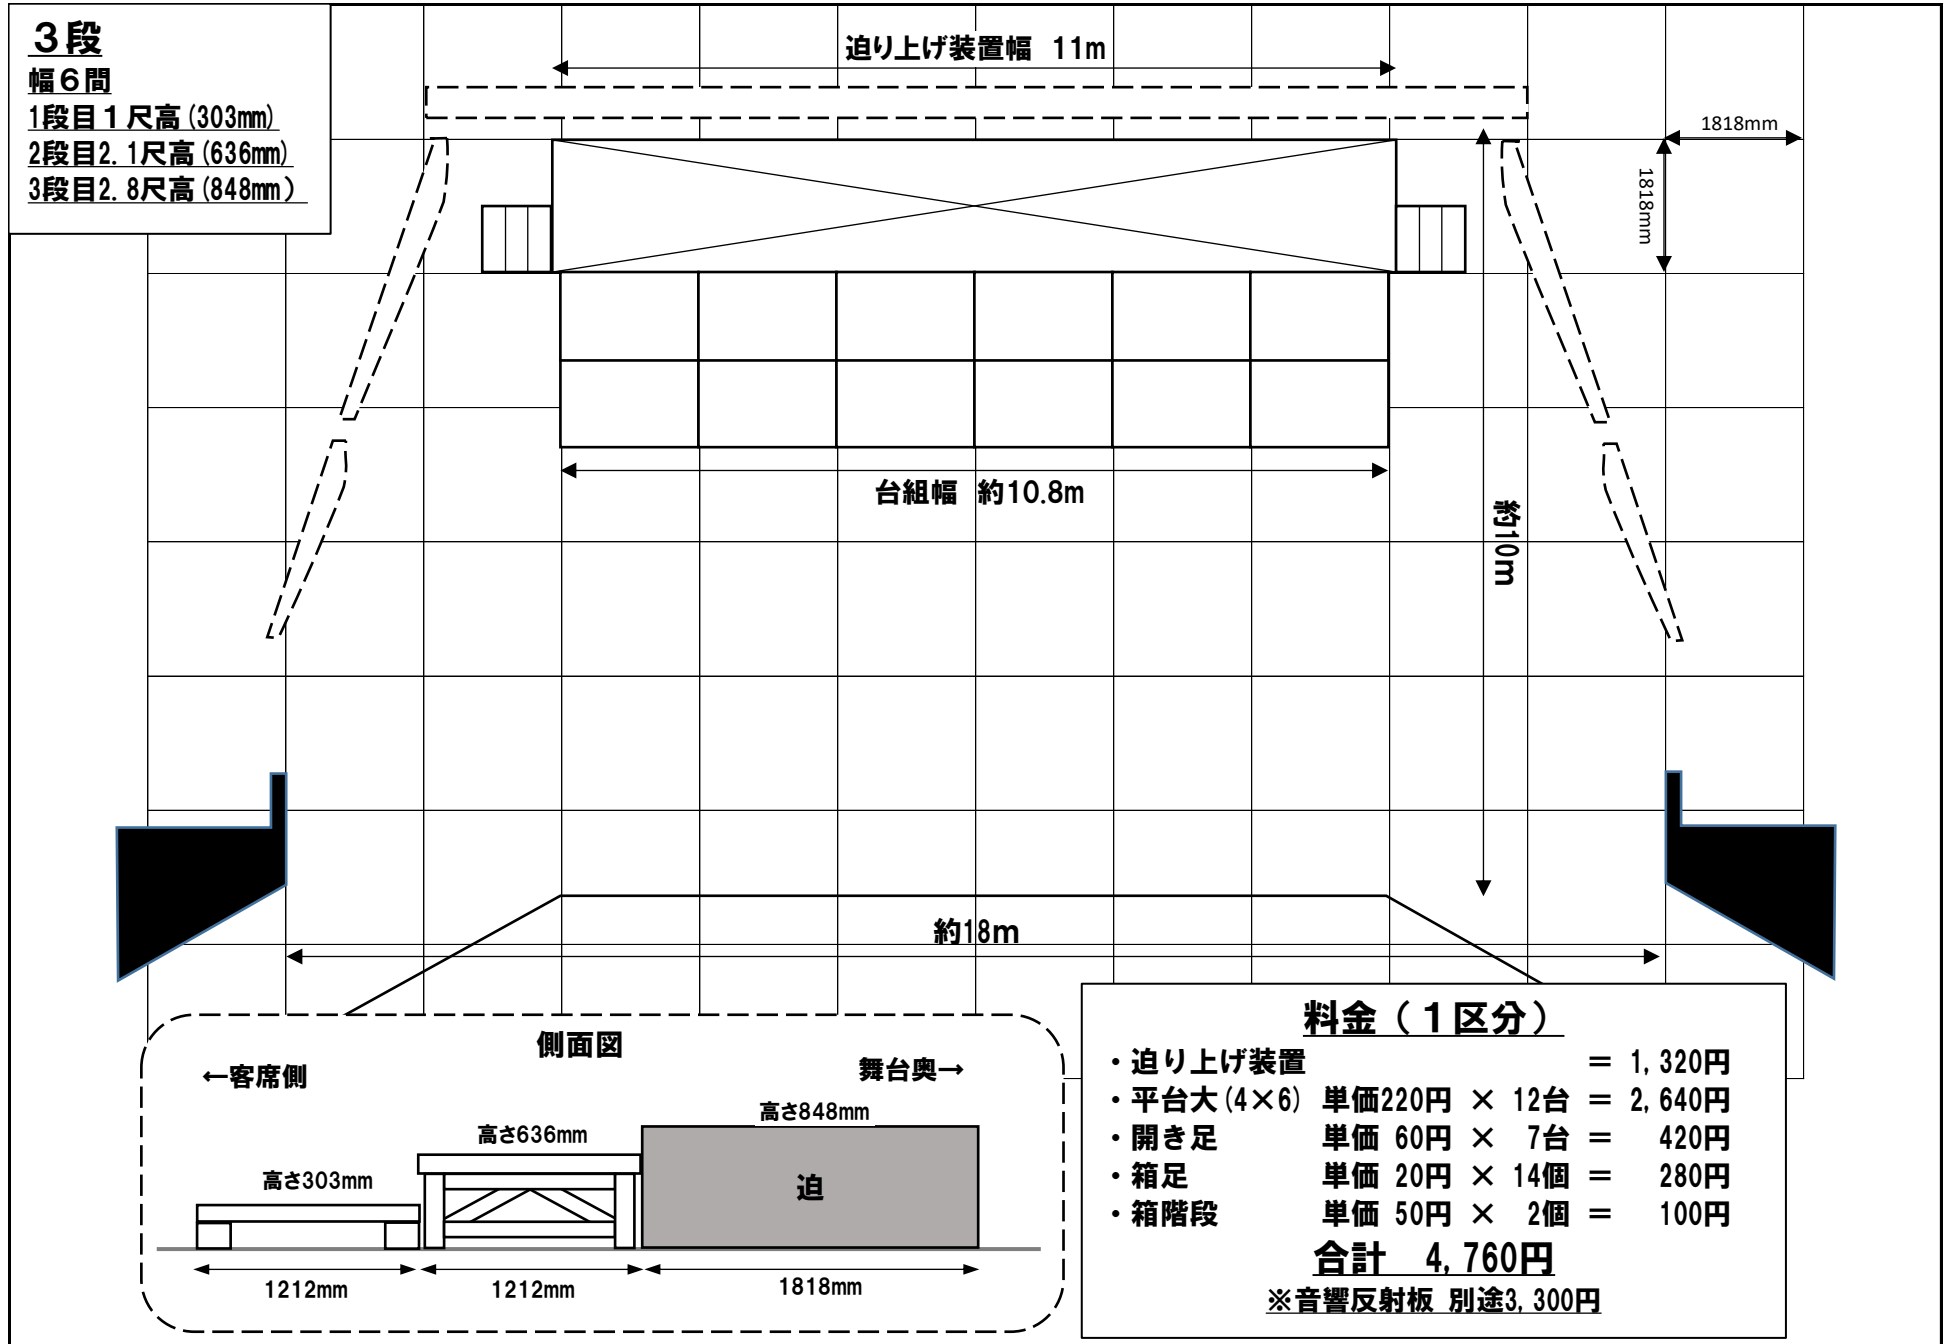 3段
幅6間
1段目1尺高(303mm)
2段目2.1尺高(636mm)
3段目2.8尺高(848mm)
迫り上げ装置幅 11m
1818mm
1818mm
台組幅 約10.8m
約10m
約18m
側面図
←客席側
舞台奥→
高さ848mm
高さ636mm
高さ303mm
迫
1212mm
1212mm
1818mm
料金（1区分）
・迫り上げ装置 = 1,320円
・平台大(4×6) 単価220円 × 12台 = 2,640円
・開き足 単価 60円 × 7台 = 420円
・箱足 単価 20円 × 14個 = 280円
・箱階段 単価 50円 × 2個 = 100円
合計 4,760円
※音響反射板 別途3,300円